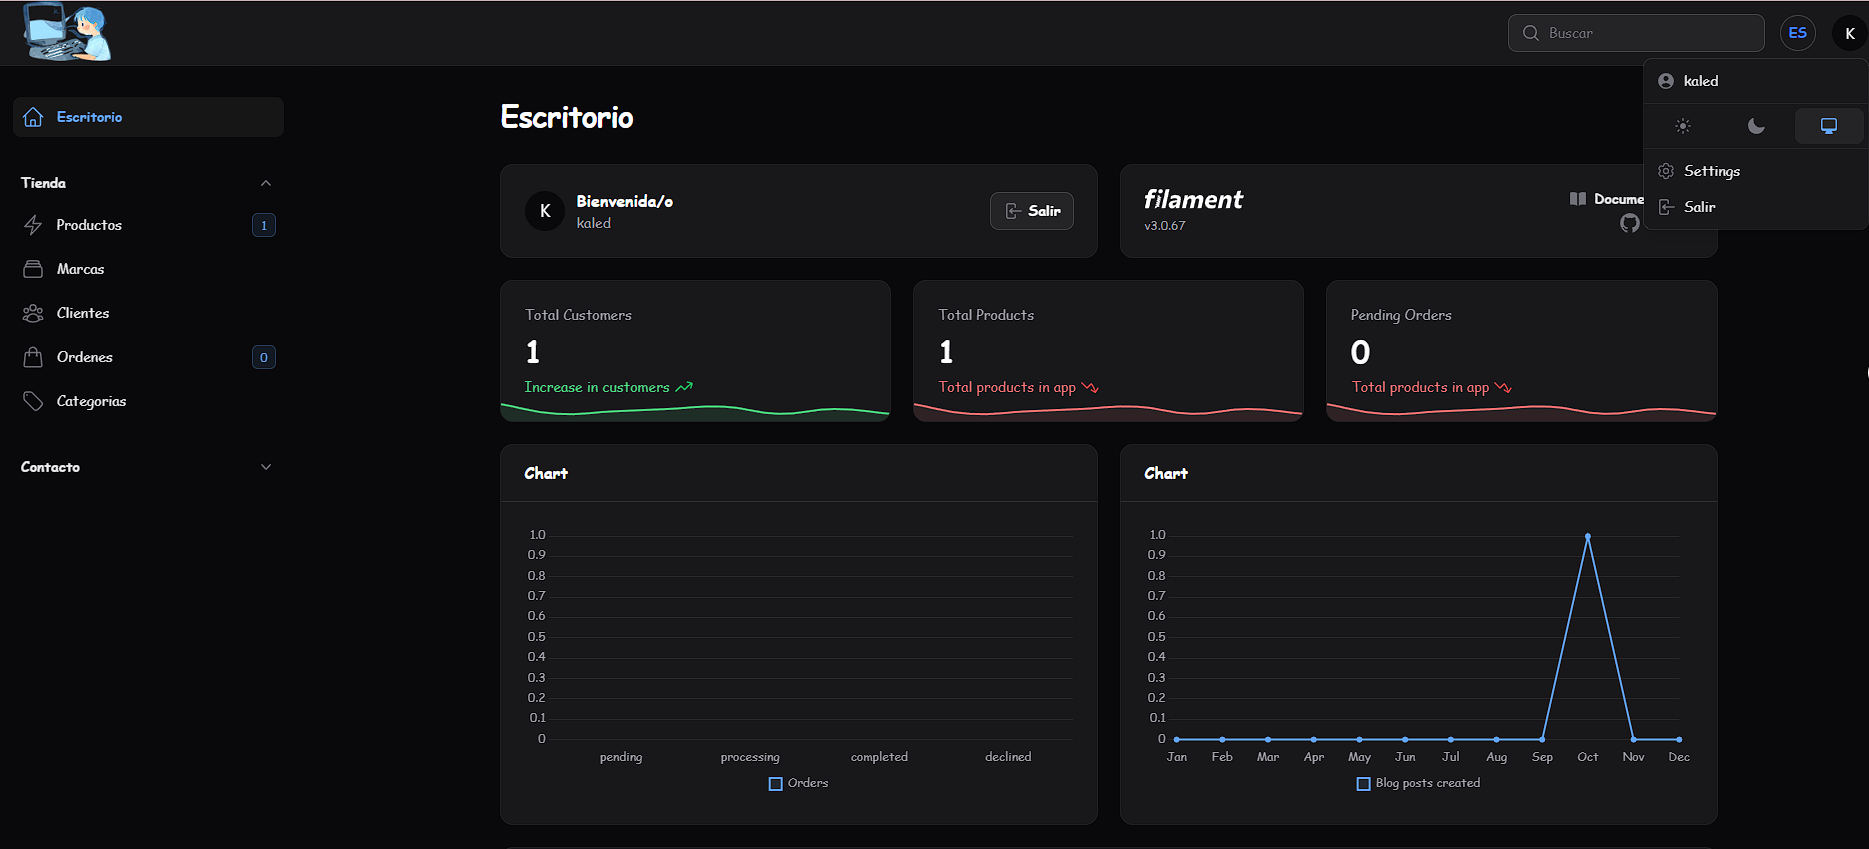 Buscar
ES
K
kaled
Settings
Salir
Escritorio
Tienda
Productos 1
Marcas
Clientes
Ordenes 0
Categorias
Contacto
Escritorio
K
Bienvenida/o
kaled
Salir
filament
v3.0.67
Docume
Total Customers
1
Increase in customers
Total Products
1
Total products in app
Pending Orders
0
Total products in app
Chart
1.0
0.9
0.8
0.7
0.6
0.5
0.4
0.3
0.2
0.1
0
pending processing completed declined
Orders
Chart
1.0
0.9
0.8
0.7
0.6
0.5
0.4
0.3
0.2
0.1
0
Jan Feb Mar Apr May Jun Jul Aug Sep Oct Nov Dec
Blog posts created